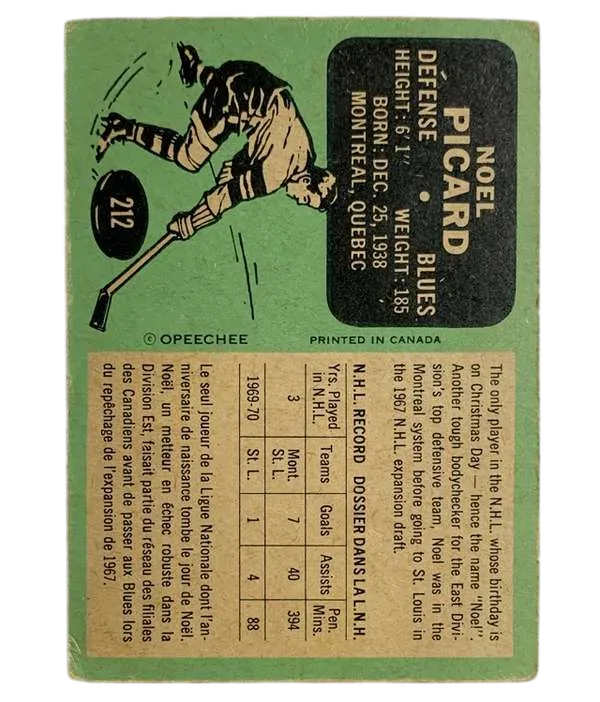 NOEL
PICARD
DÉFENSE • BLUES
HEIGHT: 6' 1" WEIGHT: 185
BORN: DEC. 25, 1938
MONTREAL, QUEBEC
212
© OPEECHEE PRINTED IN CANADA
The only player in the N.H.L. whose birthday is
on Christmas Day — hence the name "Noel".
Another tough bodychecker for the East Divi-
sion's top defensive team, Noel was in the
Montreal system before going to St. Louis in
the 1967 N.H.L. expansion draft.
N.H.L. RECORD DOSSIER DANS LA L.N.H.
Yrs. Played in N.H.L. Teams Goals Assists Pen. Mins.
3 Mont. St. L. 7 40 394
1969-70 St. L. 1 4 88
Le seul joueur de la Ligue Nationale dont l'an-
niversaire de naissance tombe le jour de Noël.
Noël, un metteur en échec robuste dans la
Division Est, faisait partie du réseau des filiales
des Canadiens avant de passer aux Blues lors
du repêchage de l'expansion de 1967.